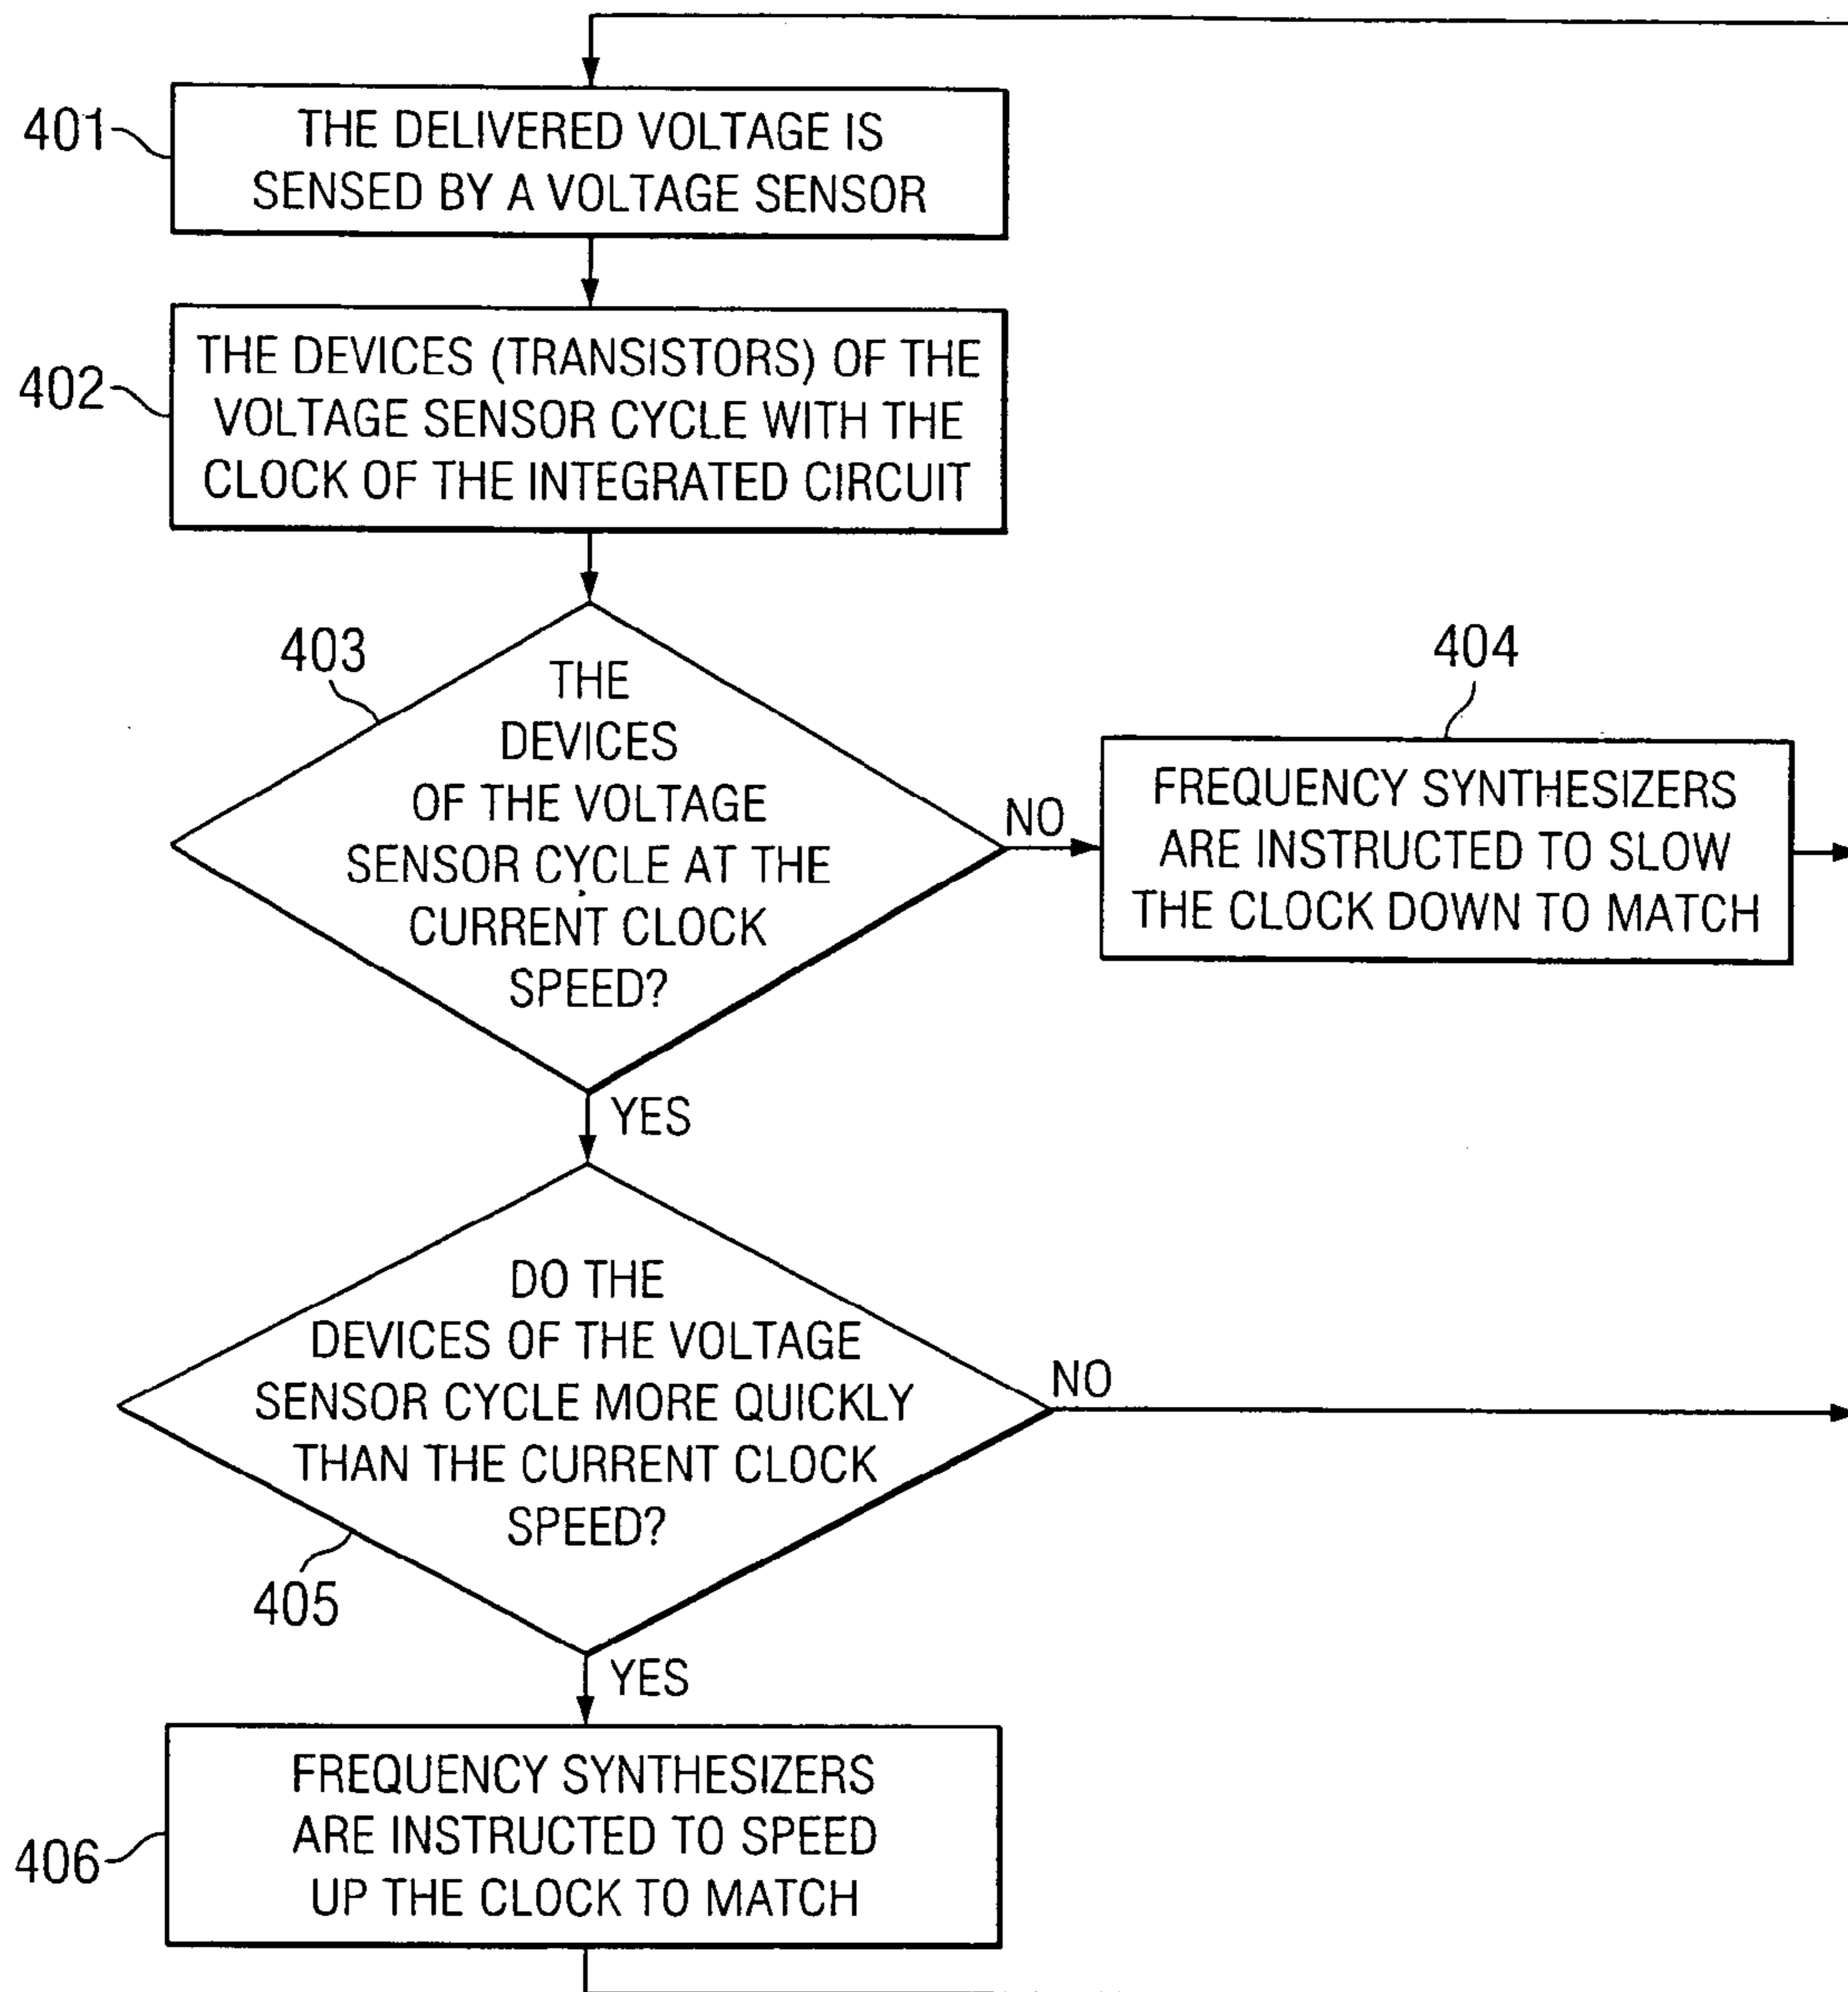 401
THE DELIVERED VOLTAGE IS
SENSED BY A VOLTAGE SENSOR
402
THE DEVICES (TRANSISTORS) OF THE
VOLTAGE SENSOR CYCLE WITH THE
CLOCK OF THE INTEGRATED CIRCUIT
403
THE
DEVICES
OF THE VOLTAGE
SENSOR CYCLE AT THE
CURRENT CLOCK
SPEED?
NO
404
FREQUENCY SYNTHESIZERS
ARE INSTRUCTED TO SLOW
THE CLOCK DOWN TO MATCH
YES
DO THE
DEVICES OF THE VOLTAGE
SENSOR CYCLE MORE QUICKLY
THAN THE CURRENT CLOCK
SPEED?
NO
405
YES
406
FREQUENCY SYNTHESIZERS
ARE INSTRUCTED TO SPEED
UP THE CLOCK TO MATCH